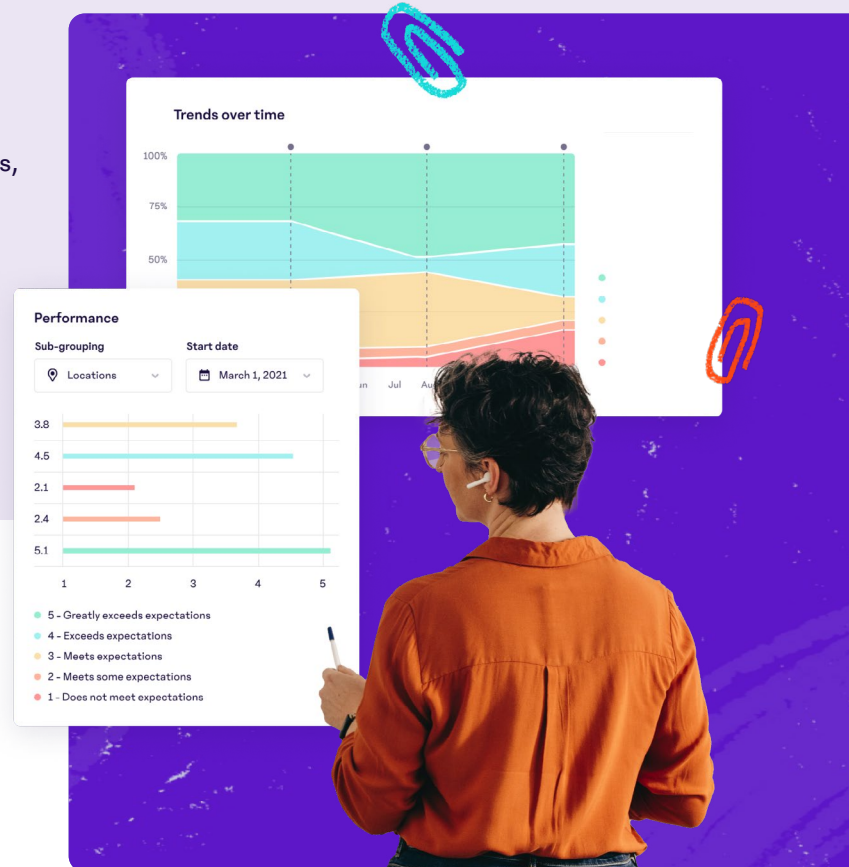 s,
Trends over time
100%
75%
50%
Jul
Performance
Sub-grouping Start date
Locations March 1, 2021
3.8
4.5
2.1
2.4
5.1
1 2 3 4 5
5 - Greatly exceeds expectations
4 - Exceeds expectations
3 - Meets expectations
2 - Meets some expectations
1 - Does not meet expectations